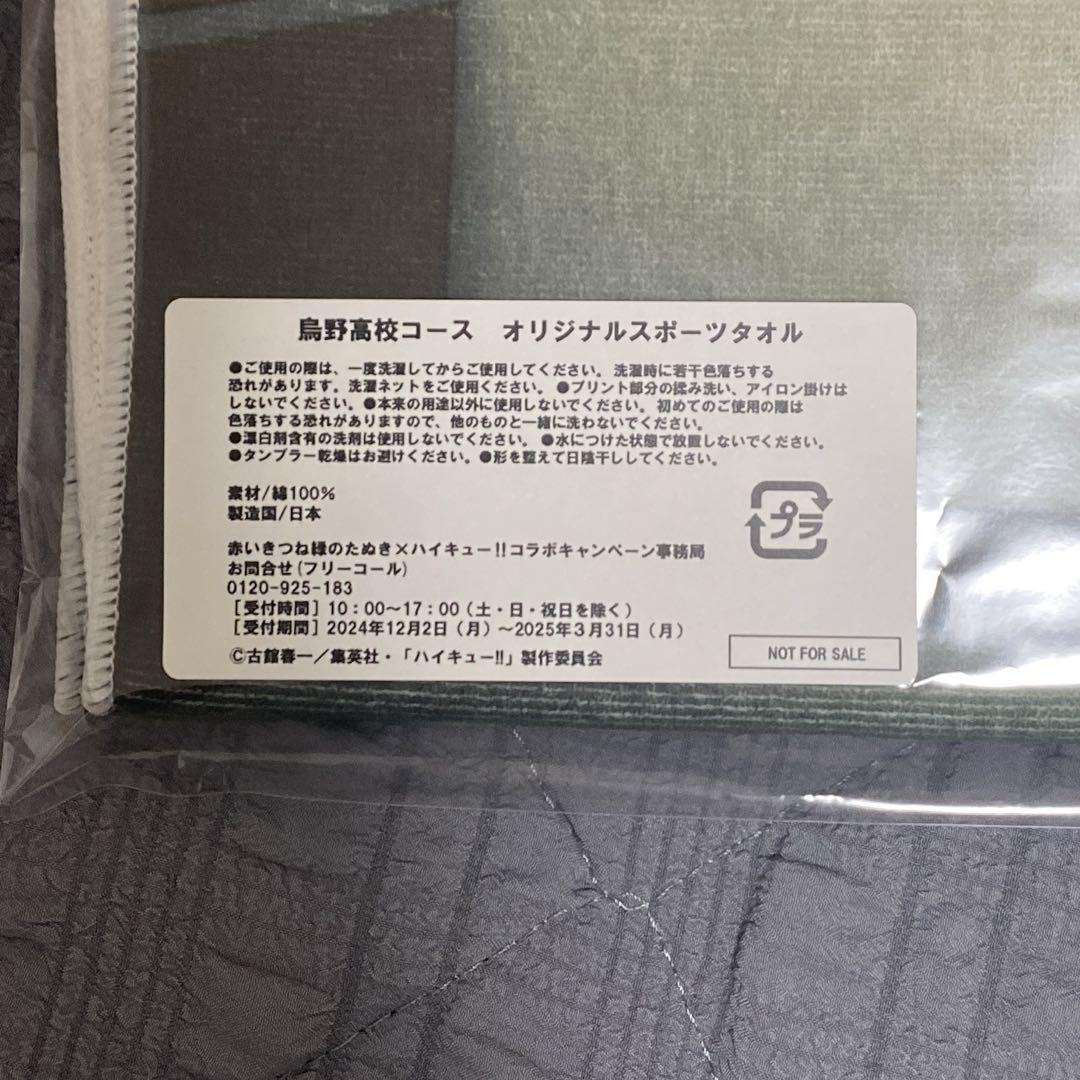 烏野高校コース　オリジナルスポーツタオル
●ご使用の際は、一度洗濯してからご使用してください。洗濯時に若干色落ちする
恐れがあります。洗濯ネットをご使用ください。●プリント部分の揉み洗い、アイロン掛けは
しないでください。●本来の用途以外に使用しないでください。初めてのご使用の際は
色落ちする恐れがありますので、他のものと一緒に洗わないでください。
●漂白剤含有の洗剤は使用しないでください。●水につけた状態で放置しないでください。
●タンブラー乾燥はお避けください。●形を整えて日陰干ししてください。
素材/綿100%
製造国/日本
プラ
赤いきつね緑のたぬき×ハイキュー!!コラボキャンペーン事務局
お問合せ(フリーコール)
0120-925-183
[受付時間]10:00～17:00(土・日・祝日を除く)
[受付期間]2024年12月2日(月)～2025年3月31日(月)
©古舘春一／集英社・「ハイキュー!!」製作委員会
NOT FOR SALE